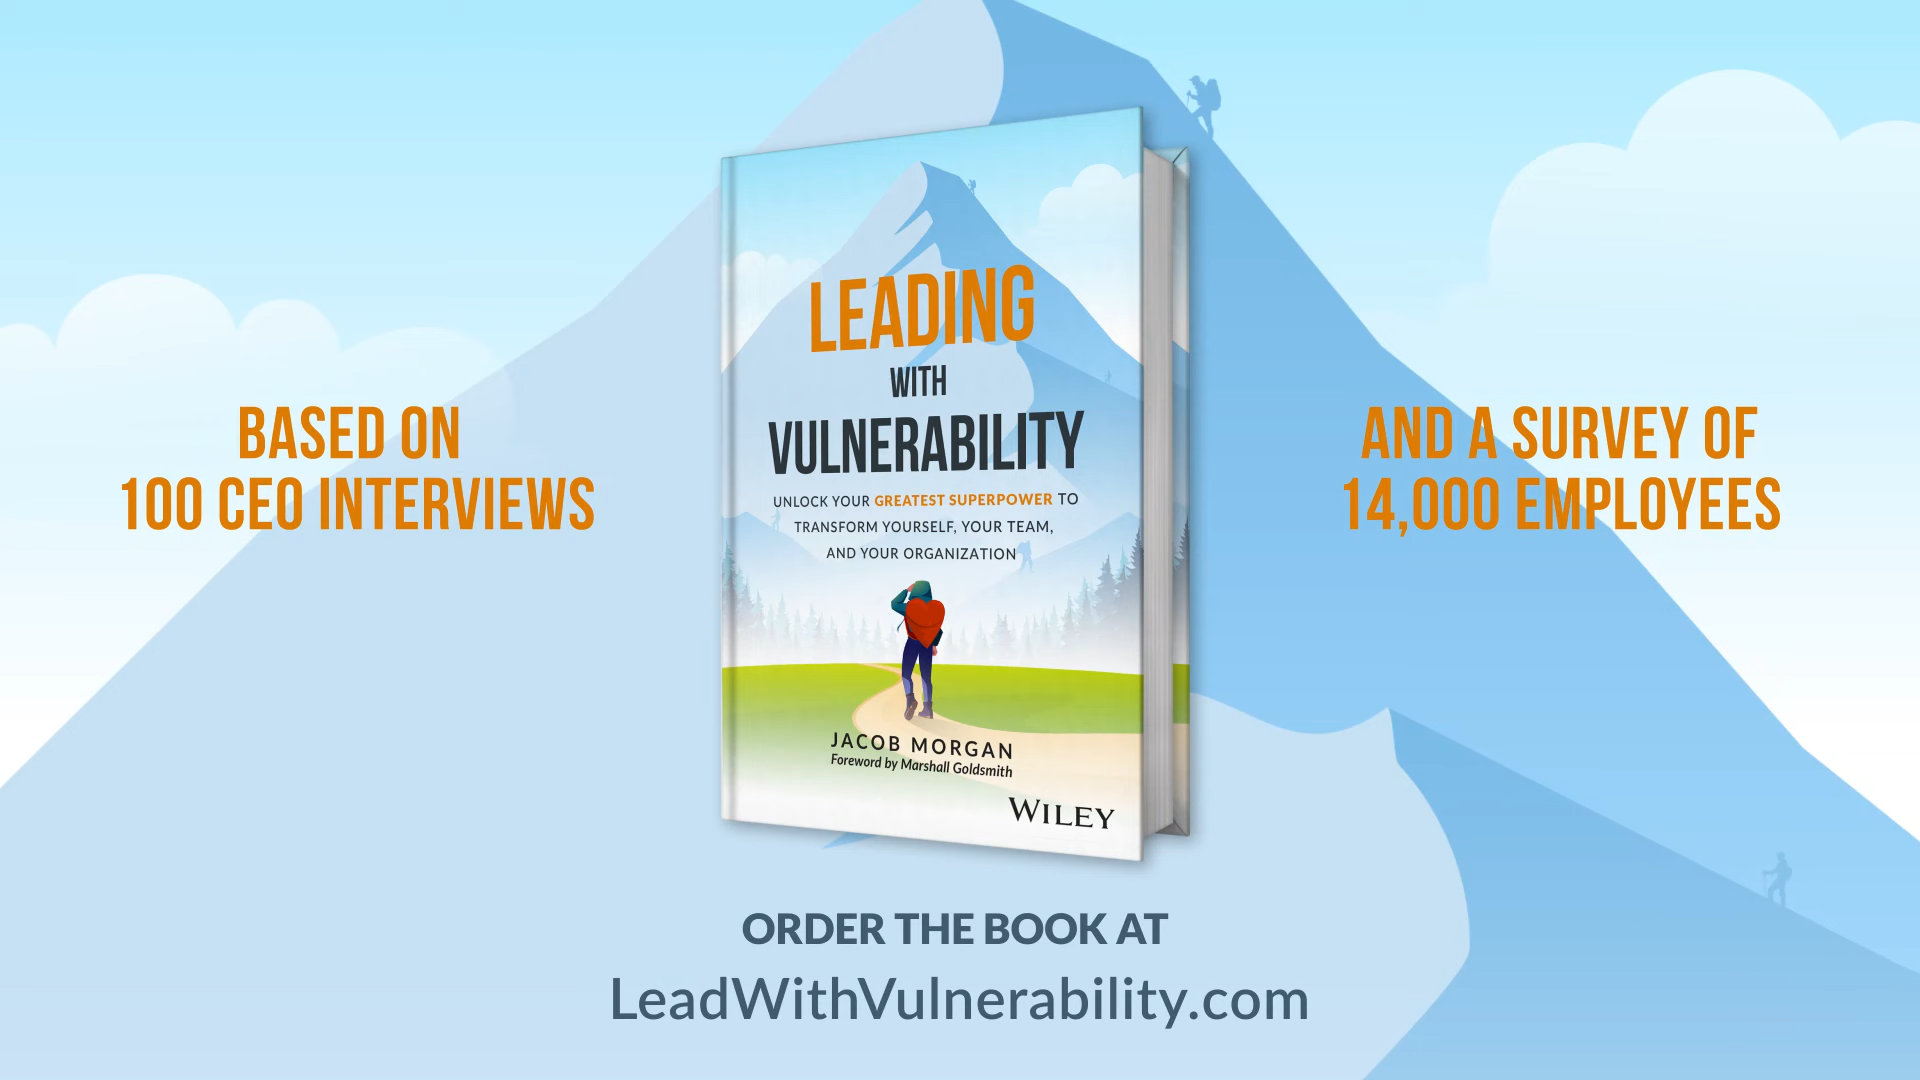 BASED ON
100 CEO INTERVIEWS
LEADING
WITH
VULNERABILITY
UNLOCK YOUR GREATEST SUPERPOWER TO
TRANSFORM YOURSELF, YOUR TEAM,
AND YOUR ORGANIZATION
JACOB MORGAN
Foreword by Marshall Goldsmith
WILEY
AND A SURVEY OF
14,000 EMPLOYEES
ORDER THE BOOK AT
LeadWithVulnerability.com